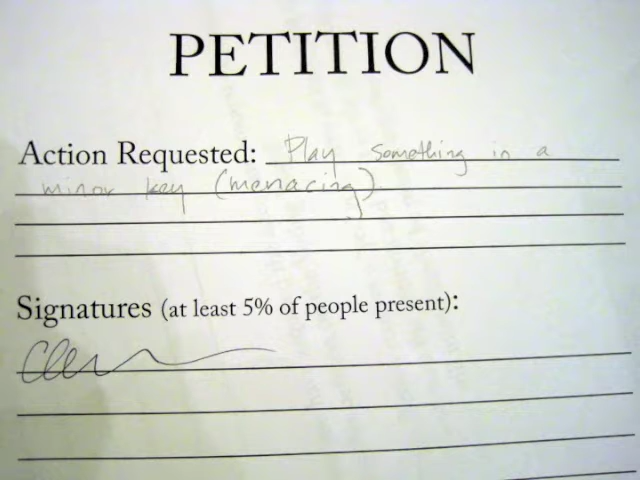 PETITION
Action Requested: Play something in a
minor key (menacing)
Signatures (at least 5% of people present):